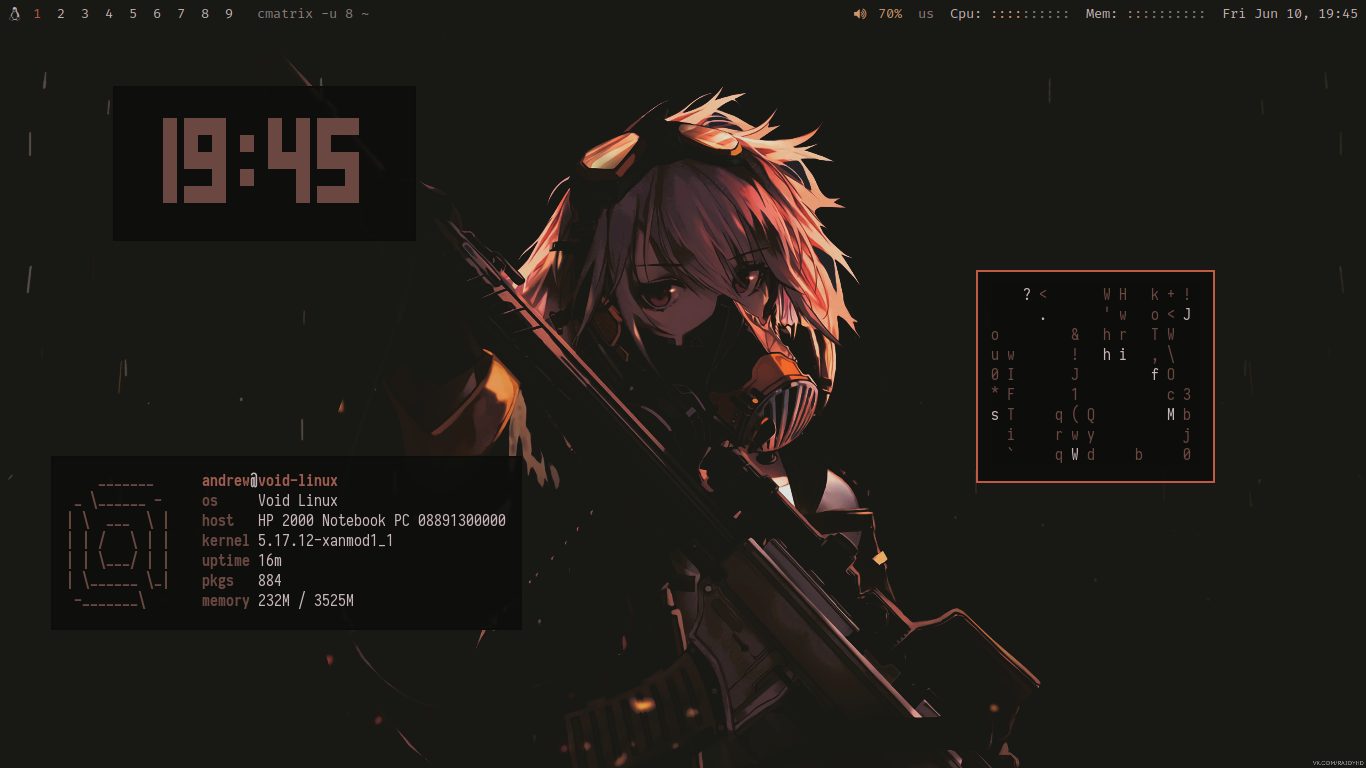 1 2 3 4 5 6 7 8 9 cmatrix -u 8 ~ 70% us Cpu: :::::::::: Mem: :::::::::: Fri Jun 10, 19:45
19:45
? < W H k + !
. ' w o < J
o & h r T W
u w ! h i , \
0 I J f O
* F 1 c 3
s T q ( Q M b
i r w y j
` q W d b 0
andrew@void-linux
os Void Linux
host HP 2000 Notebook PC 08891300000
kernel 5.17.12-xanmod1_1
uptime 16m
pkgs 884
memory 232M / 3525M
VK.COM/RAIDYHD